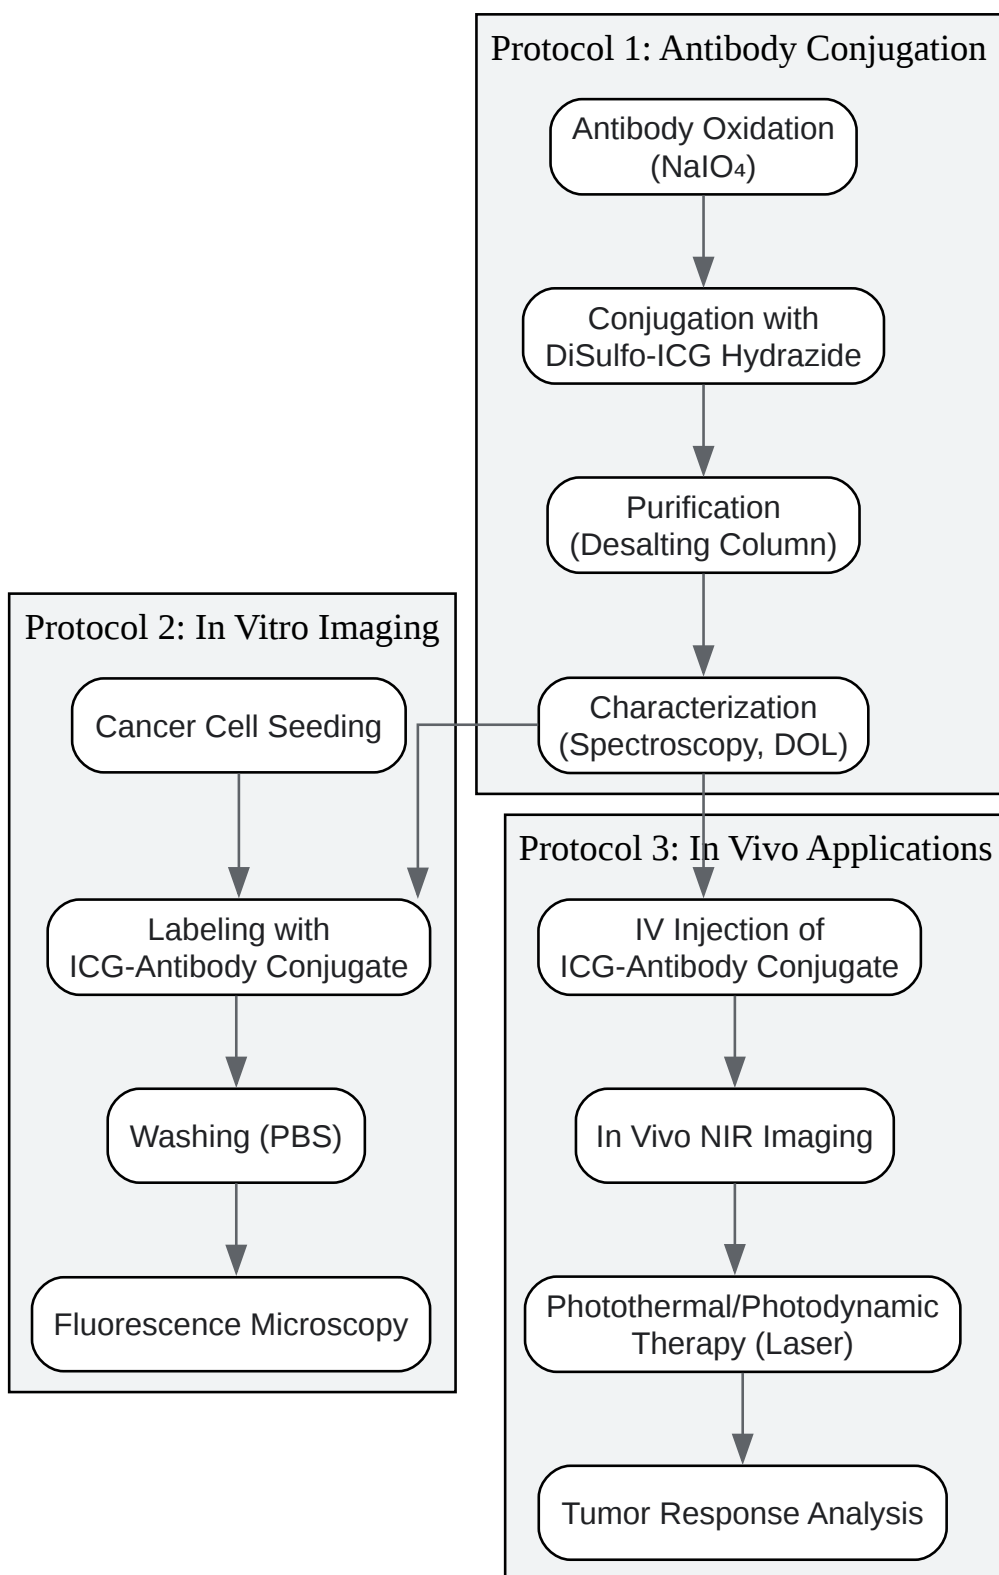 Protocol 1: Antibody Conjugation
Antibody Oxidation
(NaIO₄)
Conjugation with
DiSulfo-ICG Hydrazide
Purification
(Desalting Column)
Characterization
(Spectroscopy, DOL)
Protocol 2: In Vitro Imaging
Cancer Cell Seeding
Labeling with
ICG-Antibody Conjugate
Washing (PBS)
Fluorescence Microscopy
Protocol 3: In Vivo Applications
IV Injection of
ICG-Antibody Conjugate
In Vivo NIR Imaging
Photothermal/Photodynamic
Therapy (Laser)
Tumor Response Analysis